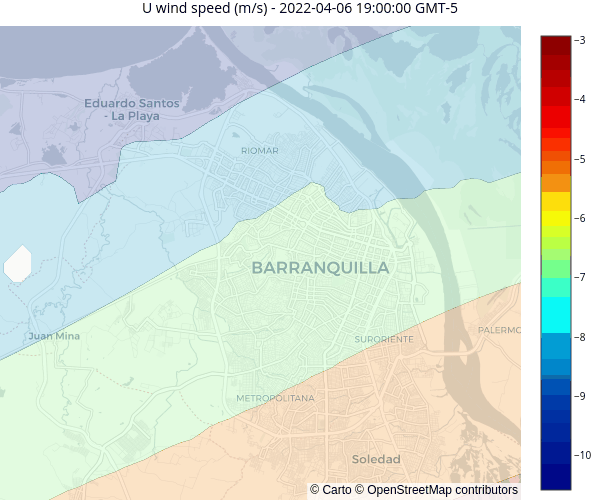 U wind speed (m/s) - 2022-04-06 19:00:00 GMT-5
Eduardo Santos
- La Playa
RIOMAR
BARRANQUILLA
Juan Mina
SURORIENTE
PALERMO
METROPOLITANA
Soledad
© Carto © OpenStreetMap contributors
−3
−4
−5
−6
−7
−8
−9
−10